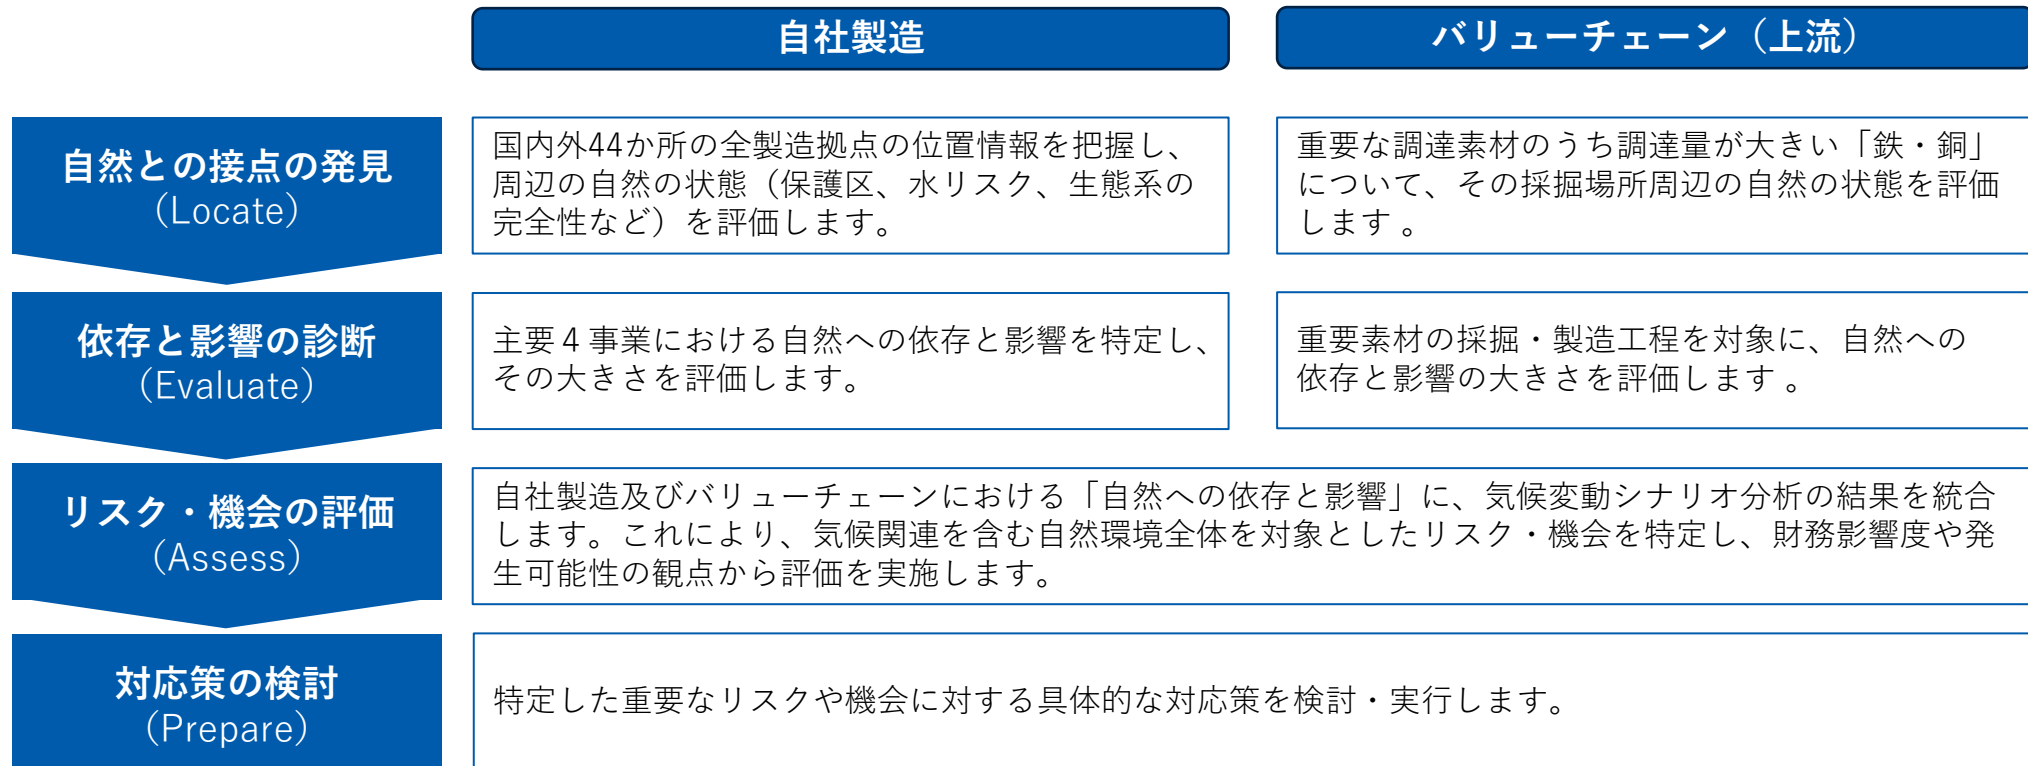 自社製造
バリューチェーン（上流）
自然との接点の発見
（Locate）
国内外44か所の全製造拠点の位置情報を把握し、
周辺の自然の状態（保護区、水リスク、生態系の
完全性など）を評価します。
重要な調達素材のうち調達量が大きい「鉄・銅」
について、その採掘場所周辺の自然の状態を評価
します 。
依存と影響の診断
（Evaluate）
主要４事業における自然への依存と影響を特定し、
その大きさを評価します。
重要素材の採掘・製造工程を対象に、自然への
依存と影響の大きさを評価します 。
リスク・機会の評価
（Assess）
自社製造及びバリューチェーンにおける「自然への依存と影響」に、気候変動シナリオ分析の結果を統合
します。これにより、気候関連を含む自然環境全体を対象としたリスク・機会を特定し、財務影響度や発
生可能性の観点から評価を実施します。
対応策の検討
（Prepare）
特定した重要なリスクや機会に対する具体的な対応策を検討・実行します。